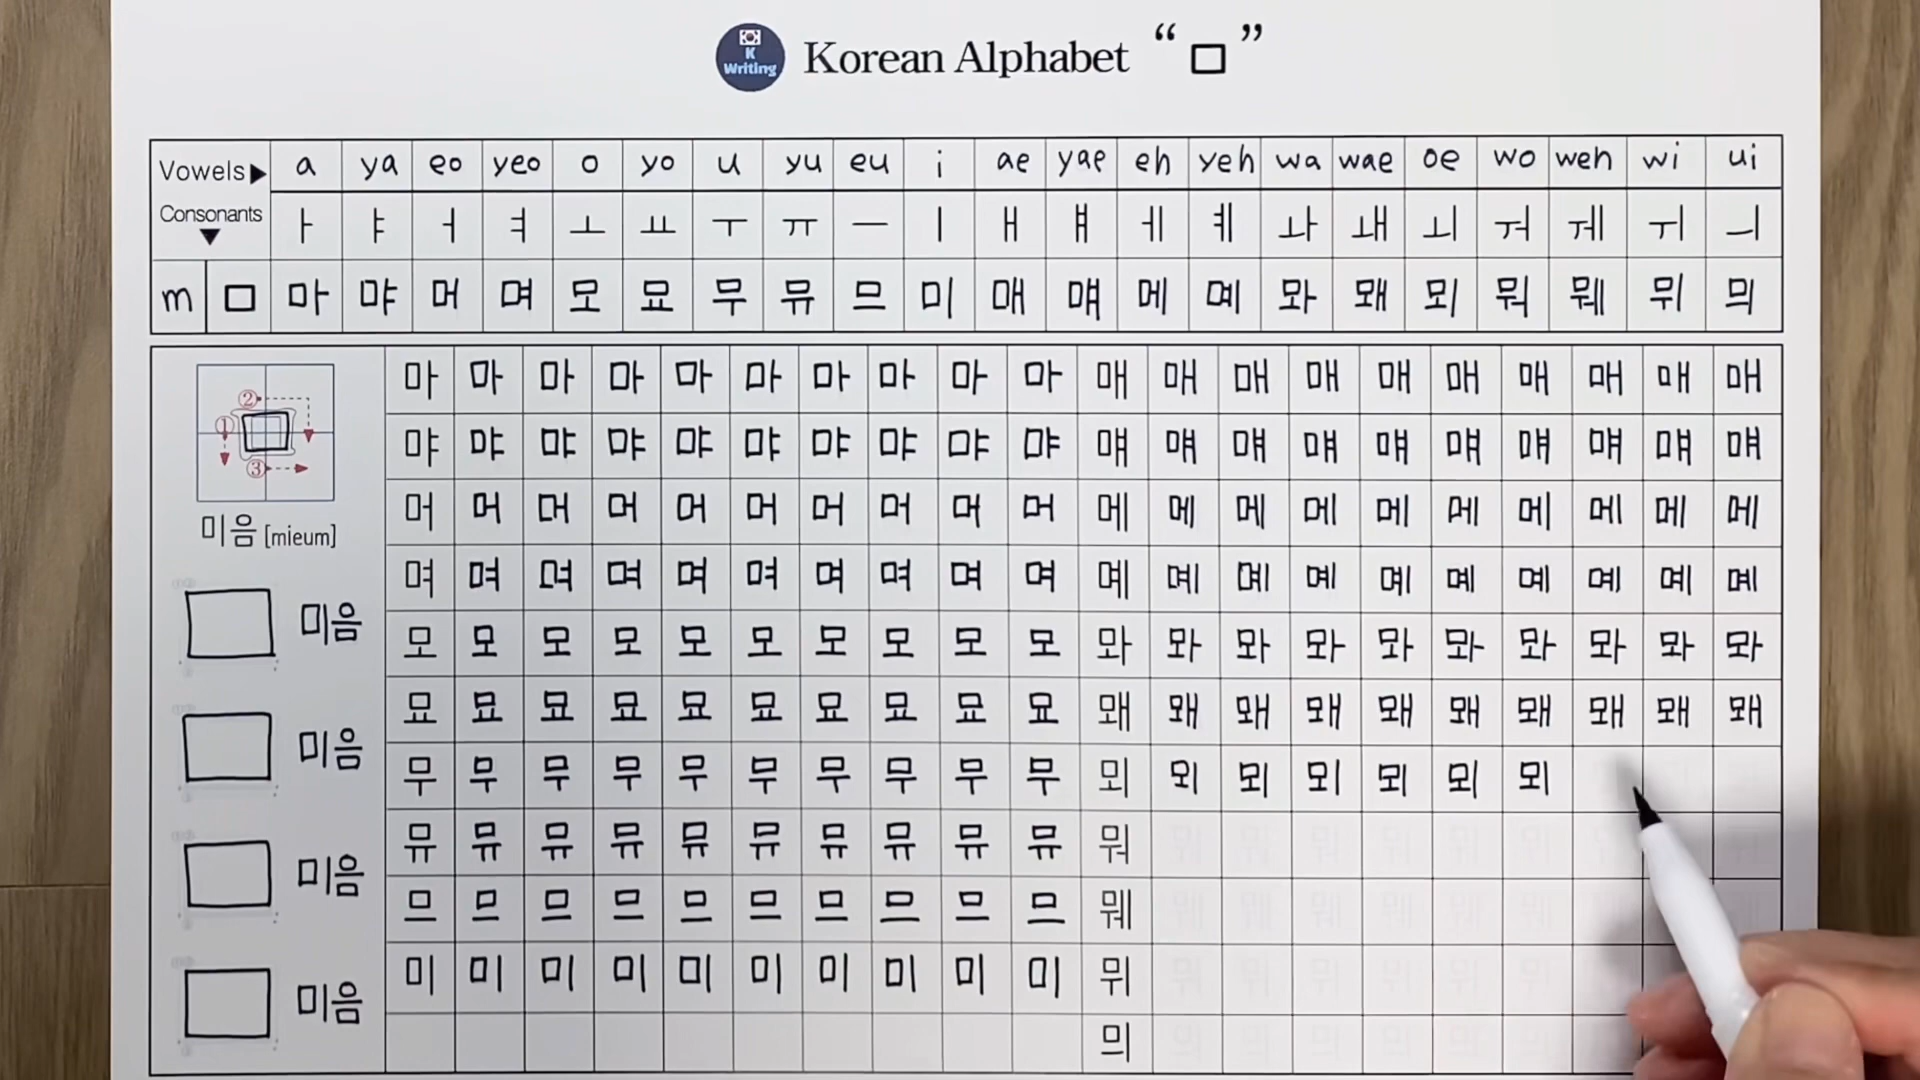 K
Writing
Korean Alphabet “ㅁ”
Vowels▶ a ya eo yeo o yo u yu eu i ae yae eh yeh wa wae oe wo weh wi ui
Consonants ▼ ㅏ ㅑ ㅓ ㅕ ㅗ ㅛ ㅜ ㅠ ㅡ ㅣ ㅐ ㅒ ㅔ ㅖ ㅘ ㅙ ㅚ ㅝ ㅞ ㅟ ㅢ
m ㅁ 마 먀 머 며 모 묘 무 뮤 므 미 매 먜 메 몌 뫄 뫠 뫼 뭐 뭬 뮈 믜
① ② ③
미음 [mieum]
ㅁ 미음
ㅁ 미음
ㅁ 미음
ㅁ 미음
마 마 마 마 마 마 마 마 마 마 매 매 매 매 매 매 매 매 매 매
먀 먀 먀 먀 먀 먀 먀 먀 먀 먀 먜 먜 먜 먜 먜 먜 먜 먜 먜 먜
머 머 머 머 머 머 머 머 머 머 메 메 메 메 메 메 메 메 메 메
며 며 며 며 며 며 며 며 며 며 몌 몌 몌 몌 몌 몌 몌 몌 몌 몌
모 모 모 모 모 모 모 모 모 모 뫄 뫄 뫄 뫄 뫄 뫄 뫄 뫄 뫄 뫄
묘 묘 묘 묘 묘 묘 묘 묘 묘 묘 뫠 뫠 뫠 뫠 뫠 뫠 뫠 뫠 뫠 뫠
무 무 무 무 무 무 무 무 무 무 뫼 뫼 뫼 뫼 뫼 뫼 뫼
뮤 뮤 뮤 뮤 뮤 뮤 뮤 뮤 뮤 뮤 뭐
므 므 므 므 므 므 므 므 므 므 뭬
미 미 미 미 미 미 미 미 미 미 뮈
믜